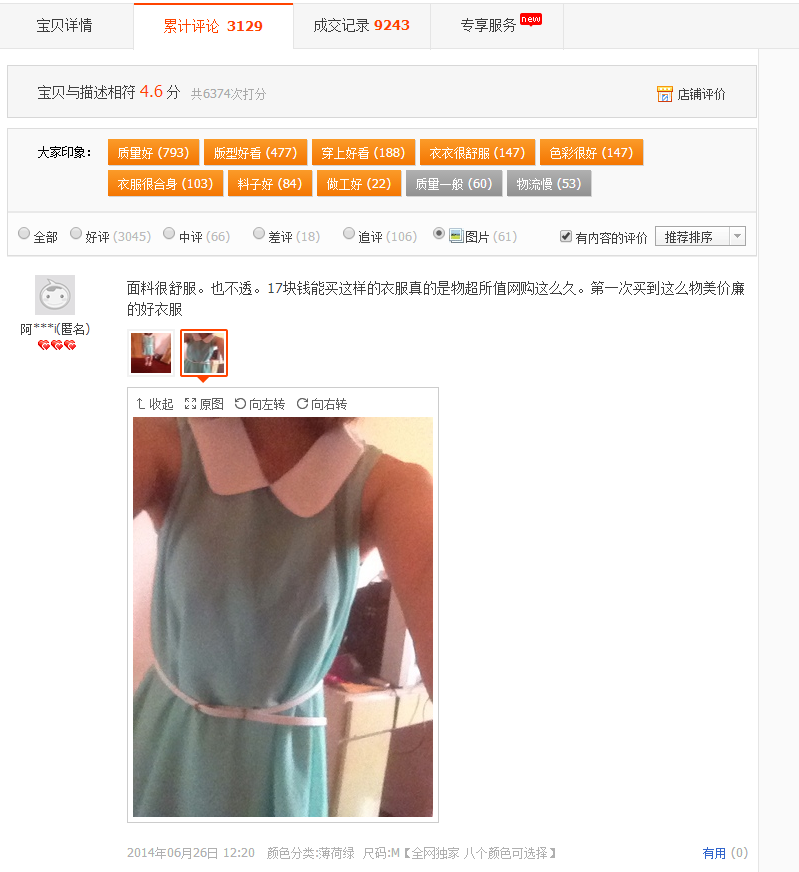 宝贝详情 累计评论 3129 成交记录 9243 专享服务 new
宝贝与描述相符 4.6 分 共6374次打分 店铺评价
大家印象： 质量好 (793) 版型好看 (477) 穿上好看 (188) 衣衣很舒服 (147) 色彩很好 (147)
衣服很合身 (103) 料子好 (84) 做工好 (22) 质量一般 (60) 物流慢 (53)
全部 好评 (3045) 中评 (66) 差评 (18) 追评 (106) 图片 (61) 有内容的评价 推荐排序
面料很舒服。也不透。17块钱能买这样的衣服真的是物超所值网购这么久。第一次买到这么物美价廉
的好衣服
阿***i(匿名)
收起 原图 向左转 向右转
2014年06月26日 12:20 颜色分类:薄荷绿 尺码:M【全网独家 八个颜色可选择】 有用 (0)